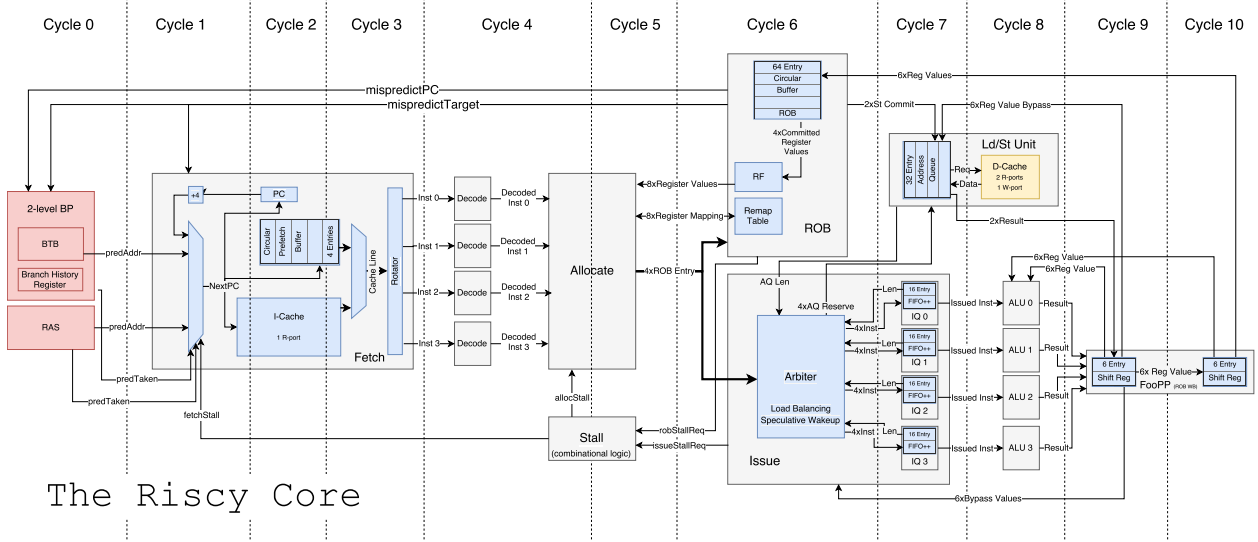 Cycle 0
Cycle 1
Cycle 2
Cycle 3
Cycle 4
Cycle 5
Cycle 6
Cycle 7
Cycle 8
Cycle 9
Cycle 10
mispredictPC
mispredictTarget
2-level BP
BTB
Branch History
Register
RAS
predAddr
predAddr
predTaken
predTaken
fetchStall
+4
PC
NextPC
Circular
Prefetch
Buffer
4 Entries
I-Cache
1 R-port
Cache Line
Rotator
Fetch
Inst 0
Inst 1
Inst 2
Inst 3
Decode
Decode
Decode
Decode
Decoded
Inst 0
Decoded
Inst 1
Decoded
Inst 2
Decoded
Inst 3
Allocate
allocStall
Stall
(combinational logic)
8xRegister Values
8xRegister Mapping
4xROB Entry
robStallReq
issueStallReq
64 Entry
Circular
Buffer
ROB
4xCommitted
Register
Values
RF
Remap
Table
ROB
6xReg Values
2xSt Commit
6xReg Value Bypass
Ld/St Unit
32 Entry
Address
Queue
Req
Data
D-Cache
2 R-ports
1 W-port
2xResult
AQ Len
4xAQ Reserve
Arbiter
Load Balancing
Speculative Wakeup
Issue
Len
4xInst
Len
4xInst
Len
4xInst
Len
4xInst
16 Entry
FIFO++
IQ 0
16 Entry
FIFO++
IQ 1
16 Entry
FIFO++
IQ 2
16 Entry
FIFO++
IQ 3
Issued Inst
Issued Inst
Issued Inst
Issued Inst
6xReg Value
6xReg Value
ALU 0
ALU 1
ALU 2
ALU 3
Result
Result
Result
Result
6 Entry
Shift Reg
6x Reg Value
6 Entry
Shift Reg
FooPP (ROB WB)
6xBypass Values
The Riscy Core